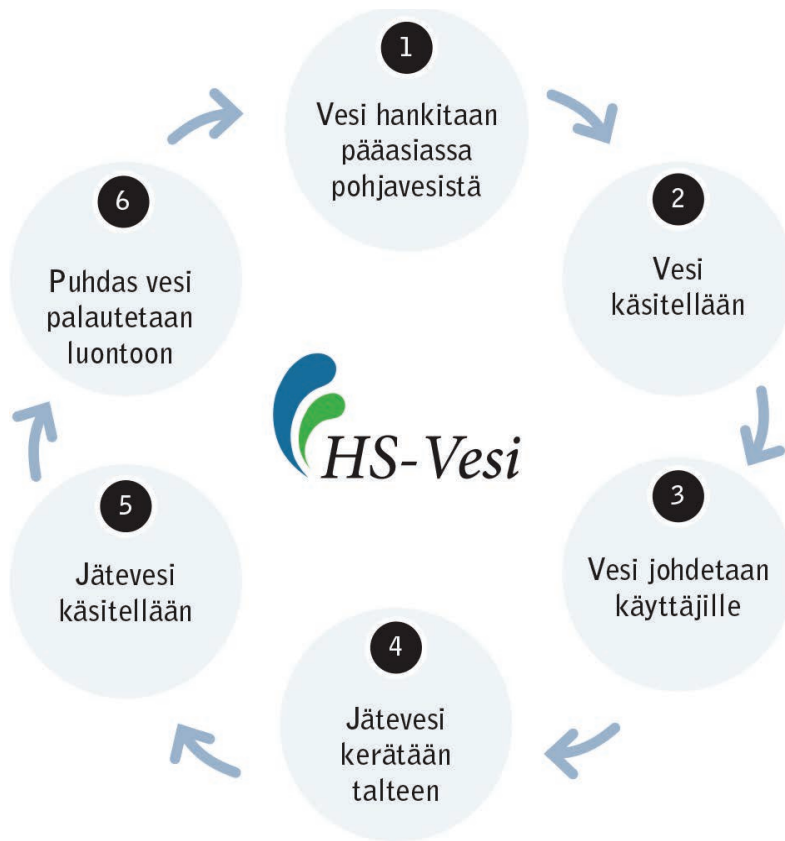 1
Vesi hankitaan
pääasiassa
pohjavesistä
2
Vesi
käsitellään
3
Vesi johdetaan
käyttäjille
4
Jätevesi
kerätään
talteen
5
Jätevesi
käsitellään
6
Puhdas vesi
palautetaan
luontoon
HS-Vesi